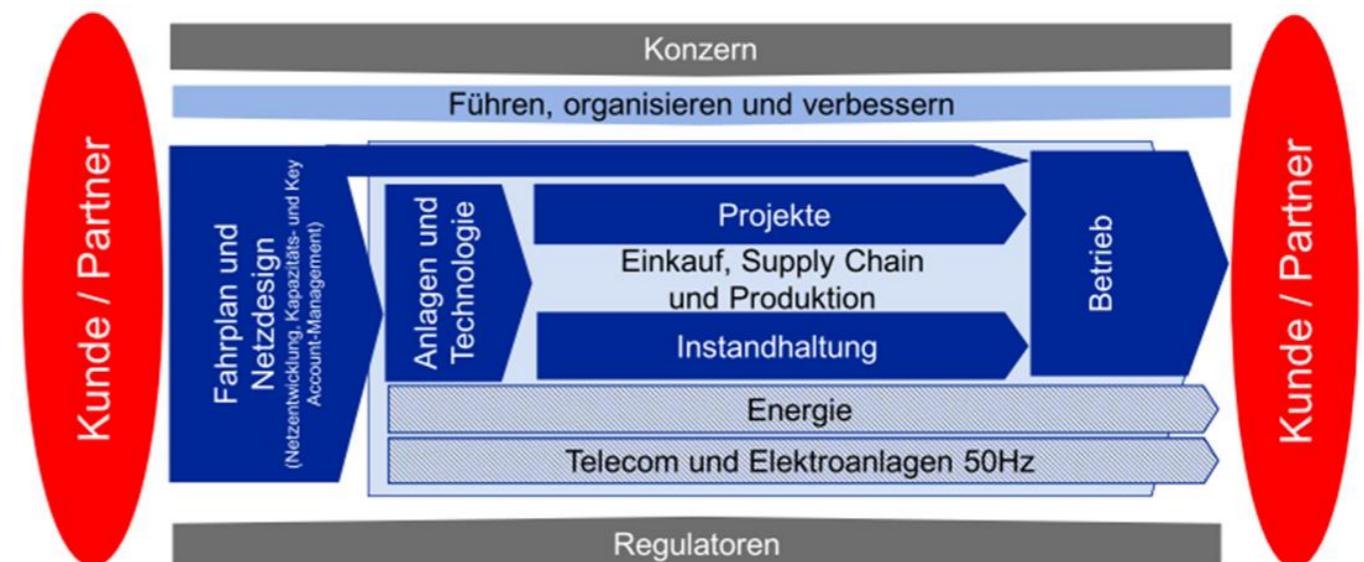 Konzern
Führen, organisieren und verbessern
Kunde / Partner
Fahrplan und
Netzdesign
(Netzentwicklung, Kapazitäts- und Key
Account-Management)
Anlagen und
Technologie
Projekte
Einkauf, Supply Chain
und Produktion
Instandhaltung
Betrieb
Energie
Telecom und Elektroanlagen 50Hz
Kunde / Partner
Regulatoren